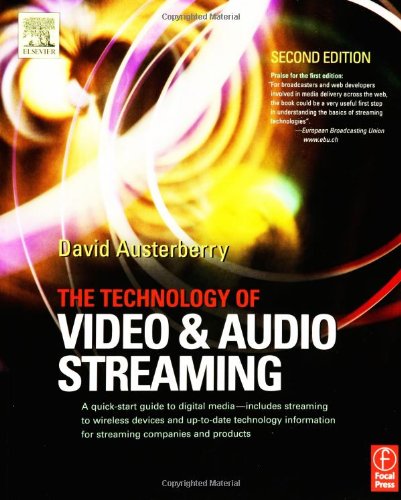 Copyrighted Material
ELSEVIER
SECOND EDITION
Praise for the first edition:
"For broadcasters and web developers
involved in media delivery across the web,
the book could be a very useful first step
in understanding the basics of streaming
technologies".
—European Broadcasting Union
www.ebu.ch
David Austerberry
THE TECHNOLOGY OF
VIDEO & AUDIO
STREAMING
A quick-start guide to digital media—includes streaming
to wireless devices and up-to-date technology information
for streaming companies and products
Focal
Press
Copyrighted Material